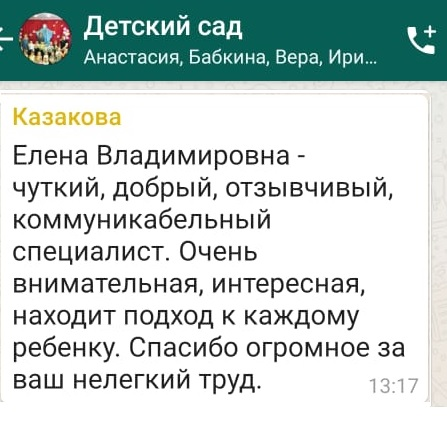 Детский сад
Анастасия, Бабкина, Вера, Ири...
Казакова
Елена Владимировна -
чуткий, добрый, отзывчивый,
коммуникабельный
специалист. Очень
внимательная, интересная,
находит подход к каждому
ребенку. Спасибо огромное за
ваш нелегкий труд.
13:17